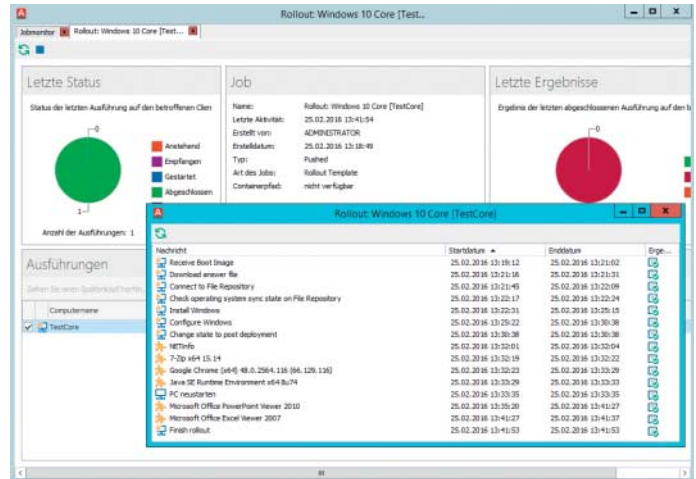 Rollout: Windows 10 Core [Test..
Jobmonitor Rollout: Windows 10 Core [Test...
Letzte Status
Status der letzten Ausführung auf den betroffenen Clien
0
1
Anstehend
Empfangen
Gestartet
Abgeschlossen
Anzahl der Ausführungen: 1
Job
Name: Rollout: Windows 10 Core [TestCore]
Letzte Aktivität: 25.02.2016 13:41:54
Erstellt von: ADMINISTRATOR
Erstelldatum: 25.02.2016 13:18:49
Typ: Pushed
Art des Jobs: Rollout Template
Containerpfad: nicht verfügbar
Letzte Ergebnisse
Ergebnis der letzten abgeschlossenen Ausführung auf den b
0
Ausführungen
Computername
TestCore
Rollout: Windows 10 Core [TestCore]
Nachricht Startdatum Enddatum Erge...
Receive Boot Image 25.02.2016 13:19:12 25.02.2016 13:21:02
Download answer file 25.02.2016 13:21:16 25.02.2016 13:21:31
Connect to File Repository 25.02.2016 13:21:45 25.02.2016 13:22:09
Check operating system sync state on File Repository 25.02.2016 13:22:17 25.02.2016 13:22:24
Install Windows 25.02.2016 13:22:31 25.02.2016 13:25:15
Configure Windows 25.02.2016 13:25:22 25.02.2016 13:30:38
Change state to post deployment 25.02.2016 13:30:38 25.02.2016 13:30:38
NETinfo 25.02.2016 13:32:01 25.02.2016 13:32:04
7-Zip x64 15.14 25.02.2016 13:32:19 25.02.2016 13:32:22
Google Chrome (x64) 48.0.2564.116 (66.129.116) 25.02.2016 13:32:23 25.02.2016 13:33:29
Java SE Runtime Environment x64 8u74 25.02.2016 13:33:29 25.02.2016 13:33:33
PC neustarten 25.02.2016 13:33:35 25.02.2016 13:33:35
Microsoft Office PowerPoint Viewer 2010 25.02.2016 13:35:20 25.02.2016 13:41:27
Microsoft Office Excel Viewer 2007 25.02.2016 13:41:27 25.02.2016 13:41:37
Finish rollout 25.02.2016 13:41:53 25.02.2016 13:41:53